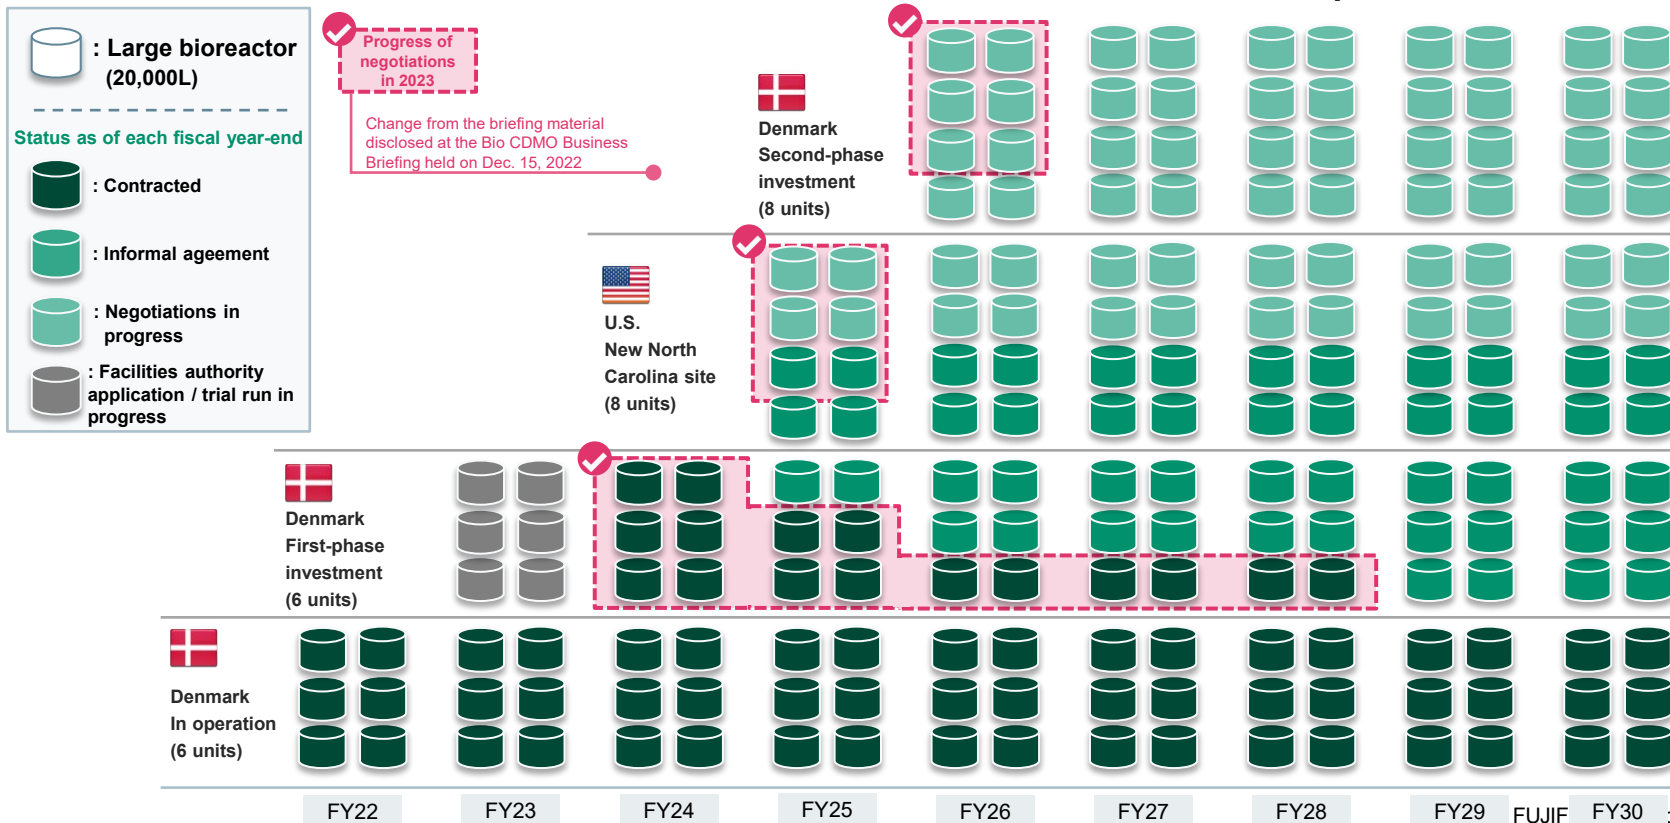 : Large bioreactor
(20,000L)
Status as of each fiscal year-end
: Contracted
: Informal ageement
: Negotiations in
progress
: Facilities authority
application / trial run in
progress
Progress of
negotiations
in 2023
Change from the briefing material
disclosed at the Bio CDMO Business
Briefing held on Dec. 15, 2022
Denmark
Second-phase
investment
(8 units)
U.S.
New North
Carolina site
(8 units)
Denmark
First-phase
investment
(6 units)
Denmark
In operation
(6 units)
FY22
FY23
FY24
FY25
FY26
FY27
FY28
FY29
FUJIF
FY30